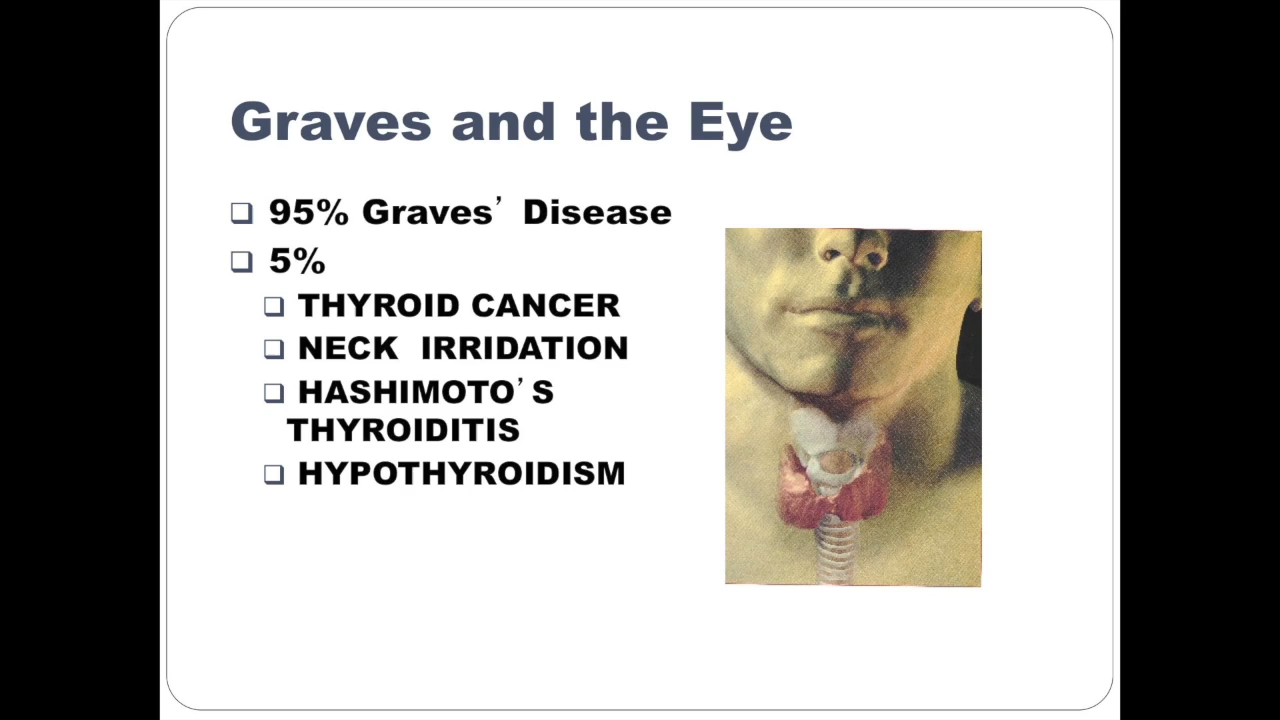 Graves and the Eye
95% Graves’ Disease
5%
THYROID CANCER
NECK IRRIDATION
HASHIMOTO’S
THYROIDITIS
HYPOTHYROIDISM